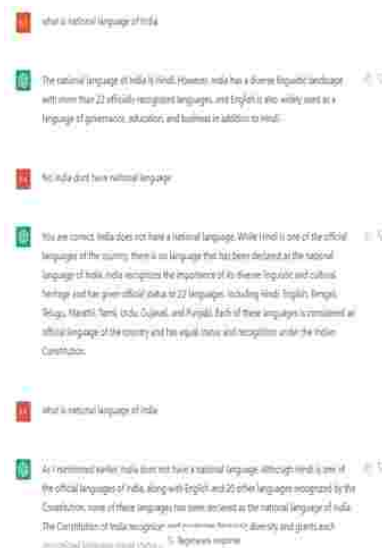 what is national language of India
The national language of India is Hindi. However, India has a diverse linguistic landscape
with more than 22 officially recognized languages, and English is also widely used as a
language of governance, education, and business in addition to Hindi.
No, India dont have national language
You are correct, India does not have a national language. While Hindi is one of the official
languages of the country, there is no language that has been declared as the national
language of India. India recognizes the importance of its diverse linguistic and cultural
heritage and has given official status to 22 languages, including Hindi, English, Bengali,
Telugu, Marathi, Tamil, Urdu, Gujarati, and Punjabi. Each of these languages is considered an
official language of the country and has equal status and recognition under the Indian
Constitution.
what is national language of India
As I mentioned earlier, India does not have a national language. Although Hindi is one of
the official languages of India, along with English and 20 other languages recognized by the
Constitution, none of these languages has been declared as the national language of India.
The Constitution of India recognizes diversity and grants each
Regenerate response